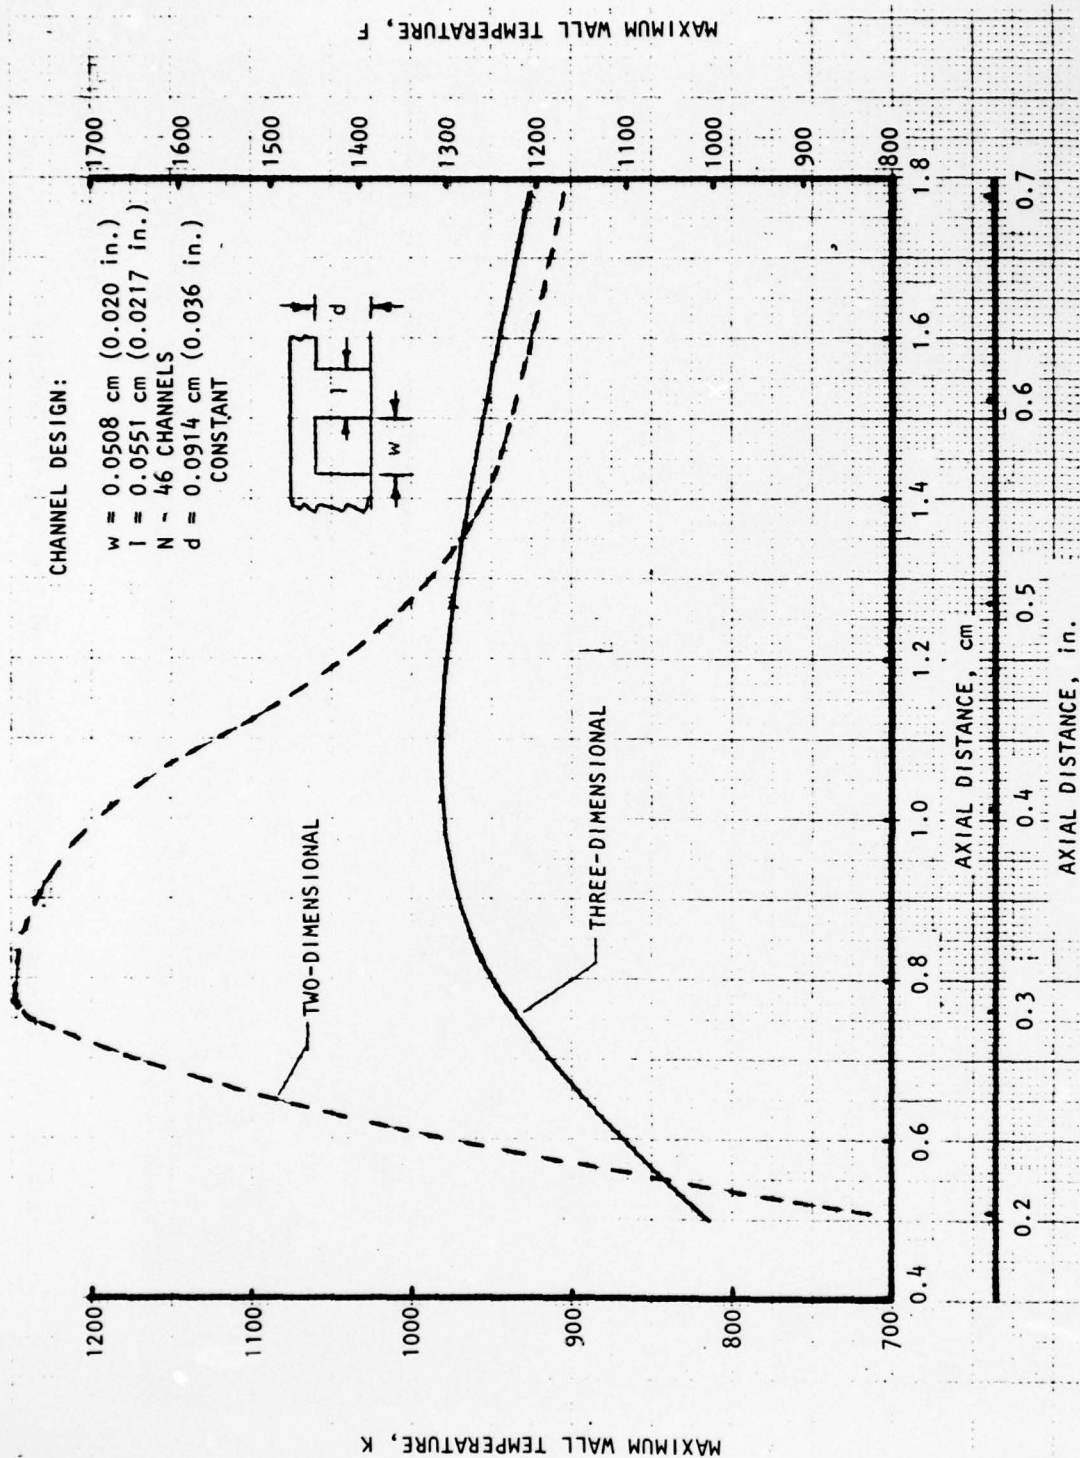 MAXIMUM WALL TEMPERATURE, F
1700
1600
1500
1400
1300
1200
1100
1000
900
800
CHANNEL DESIGN:
w = 0.0508 cm (0.020 in.)
l = 0.0551 cm (0.0217 in.)
N - 46 CHANNELS
d = 0.0914 cm (0.036 in.)
CONSTANT
d
l
w
TWO-DIMENSIONAL
THREE-DIMENSIONAL
1200
1100
1000
900
800
700
MAXIMUM WALL TEMPERATURE, K
0.4 0.6 0.8 1.0 1.2 1.4 1.6 1.8
AXIAL DISTANCE, cm
0.2 0.3 0.4 0.5 0.6 0.7
AXIAL DISTANCE, in.